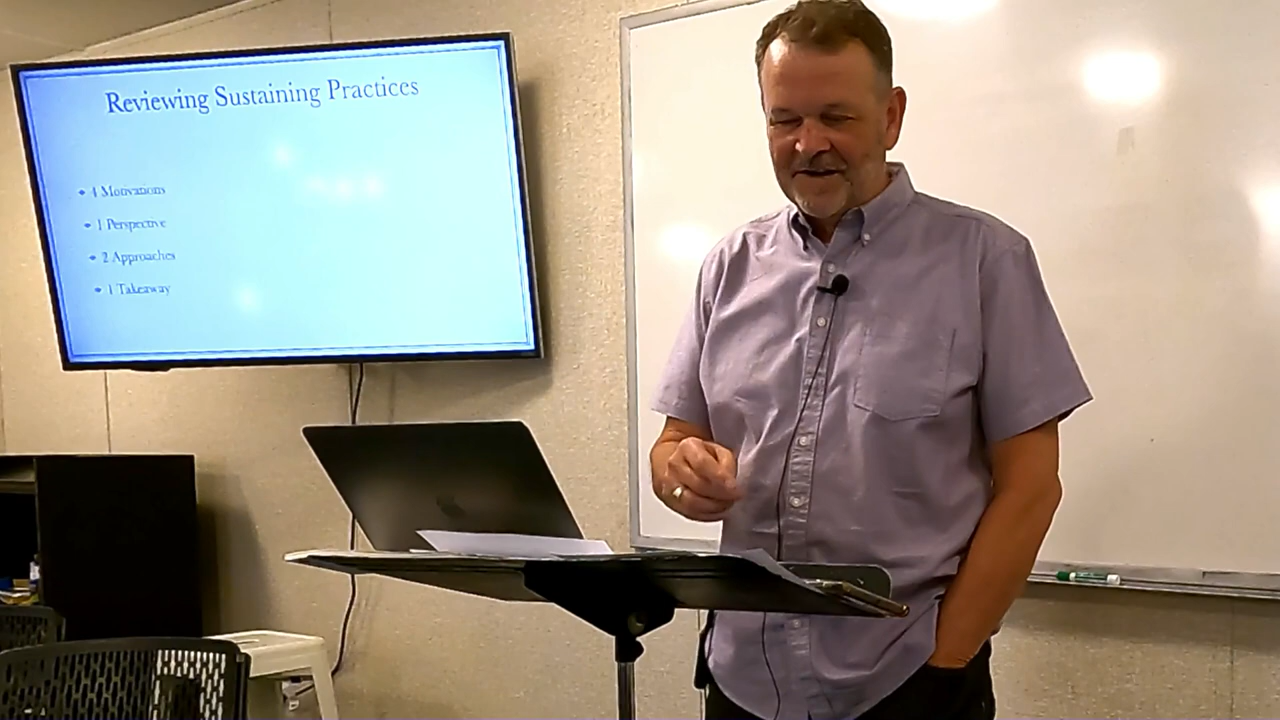 Reviewing Sustaining Practices
4 Motivations
1 Perspective
2 Approaches
1 Takeaway